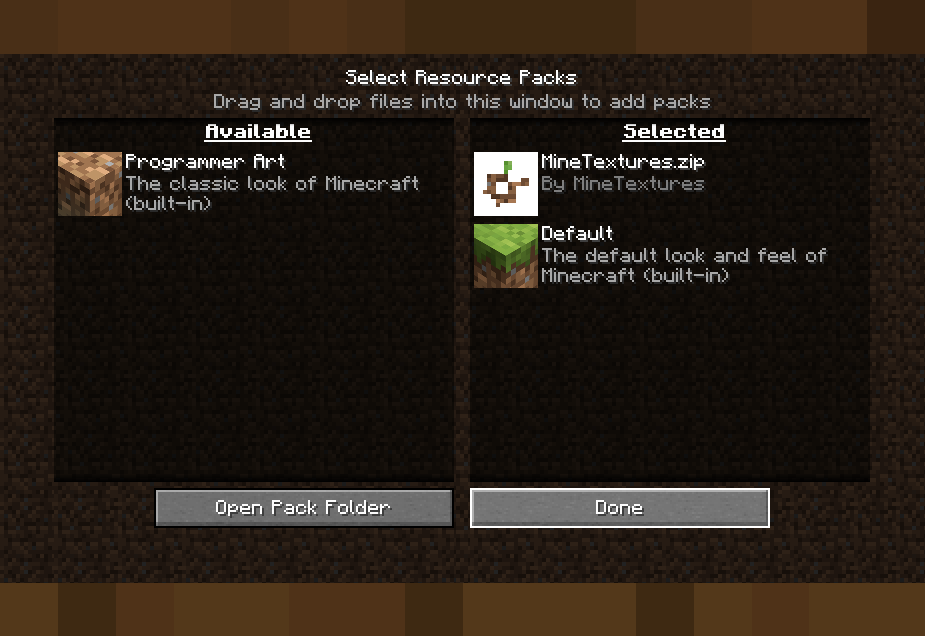 Select Resource Packs
Drag and drop files into this window to add packs
Available
Programmer Art
The classic look of Minecraft
(built-in)
Selected
MineTextures.zip
By MineTextures
Default
The default look and feel of
Minecraft (built-in)
Open Pack Folder
Done